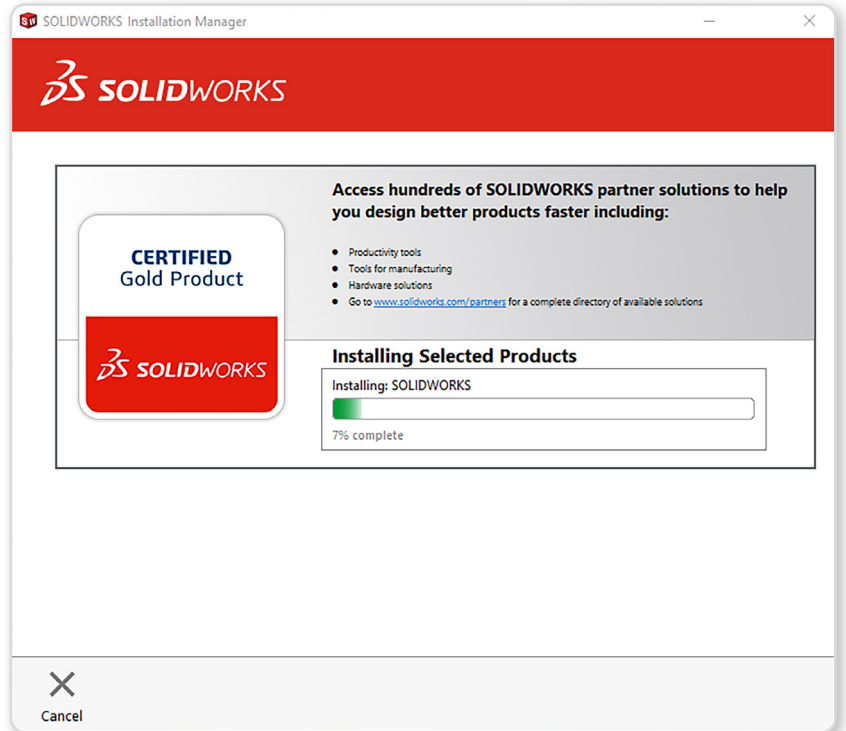 SOLIDWORKS Installation Manager
SOLIDWORKS
Access hundreds of SOLIDWORKS partner solutions to help
you design better products faster including:
Productivity tools
Tools for manufacturing
Hardware solutions
Go to www.solidworks.com/partners for a complete directory of available solutions
CERTIFIED
Gold Product
SOLIDWORKS
Installing Selected Products
Installing: SOLIDWORKS
7% complete
Cancel